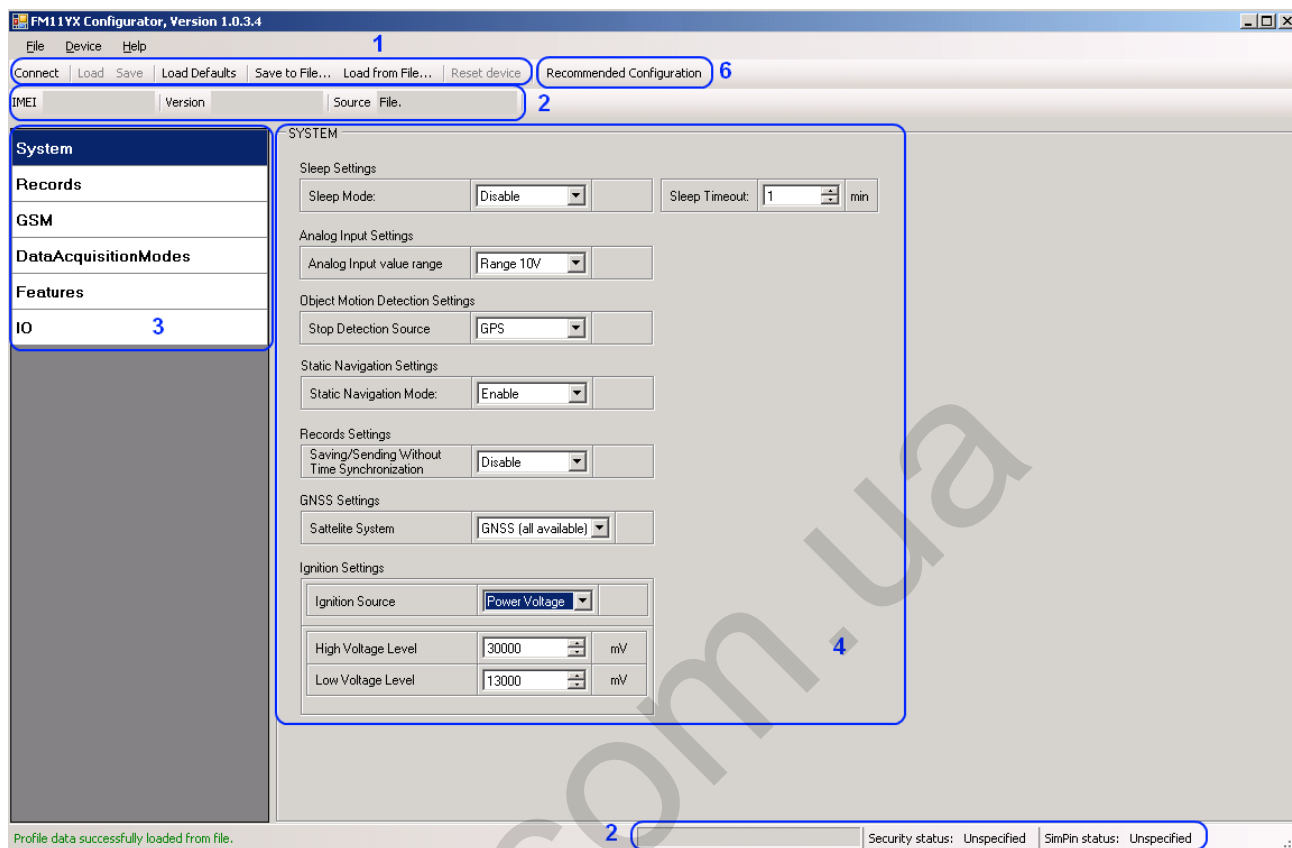 FM11YX Configurator, Version 1.0.3.4
File Device Help
1
Connect Load Save Load Defaults Save to File... Load from File... Reset device Recommended Configuration 6
IMEI Version Source File. 2
System
Records
GSM
DataAcquisitionModes
Features
IO 3
SYSTEM
Sleep Settings
Sleep Mode: Disable Sleep Timeout: 1 min
Analog Input Settings
Analog Input value range Range 10V
Object Motion Detection Settings
Stop Detection Source GPS
Static Navigation Settings
Static Navigation Mode: Enable
Records Settings
Saving/Sending Without
Time Synchronization Disable
GNSS Settings
Sattelite System GNSS (all available)
Ignition Settings
Ignition Source Power Voltage
High Voltage Level 30000 mV
Low Voltage Level 13000 mV
4
com.ua
Profile data successfully loaded from file. 2 Security status: Unspecified SimPin status: Unspecified